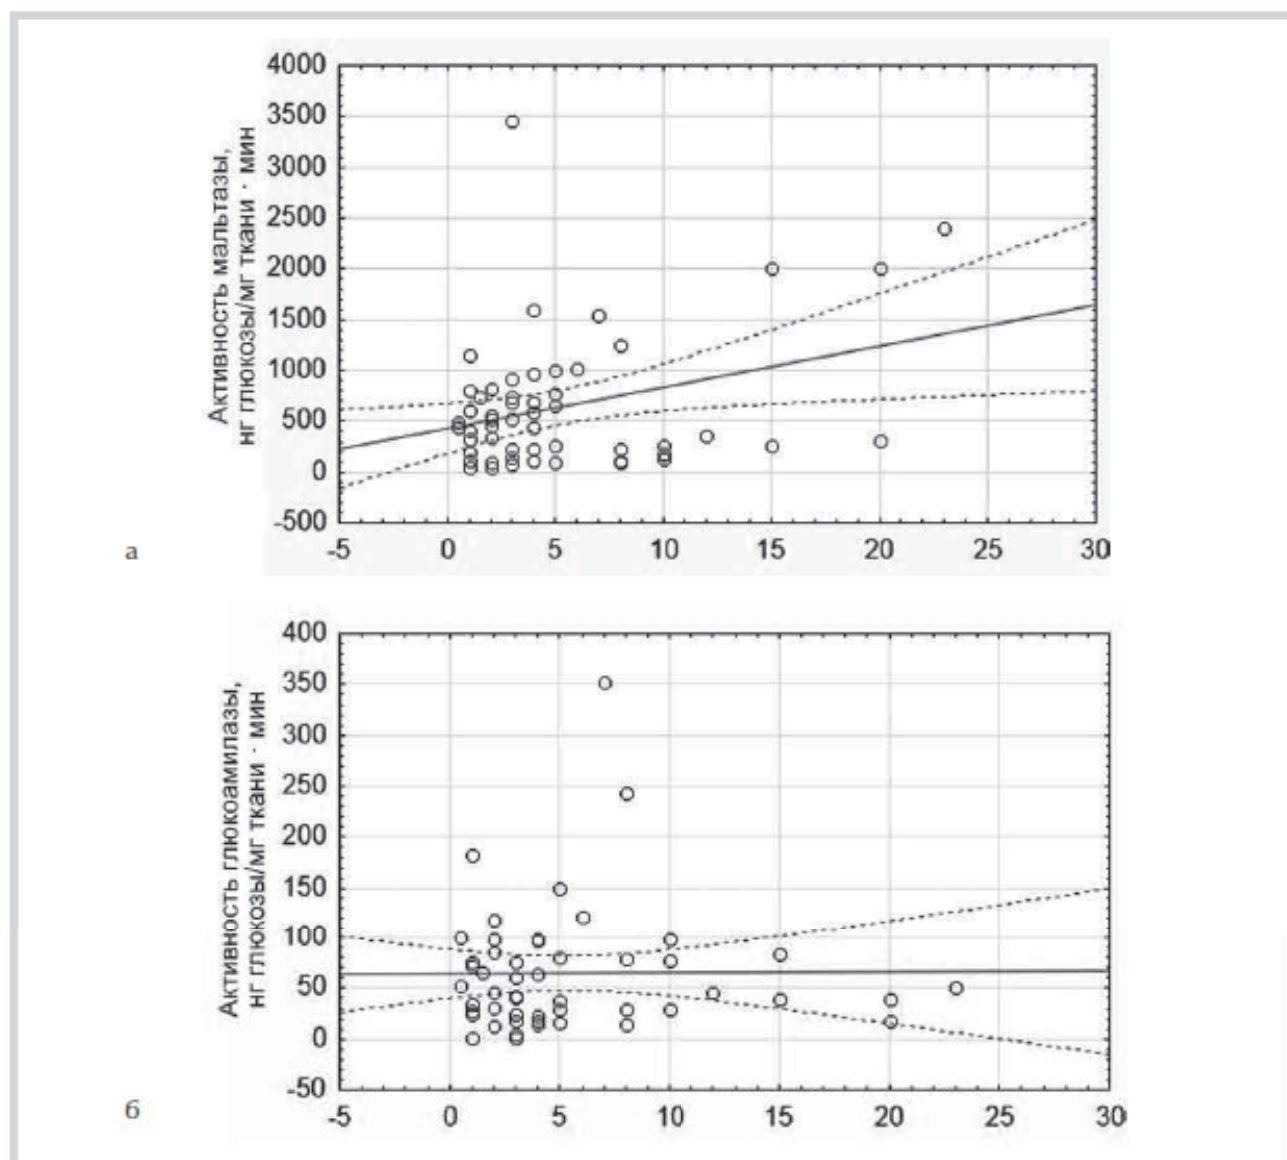 Активность мальтазы,
нг глюкозы/мг ткани · мин
4000
3500
3000
2500
2000
1500
1000
500
0
-500
-5 0 5 10 15 20 25 30
а
Активность глюкоамилазы,
нг глюкозы/мг ткани · мин
400
350
300
250
200
150
100
50
0
-50
-5 0 5 10 15 20 25 30
б